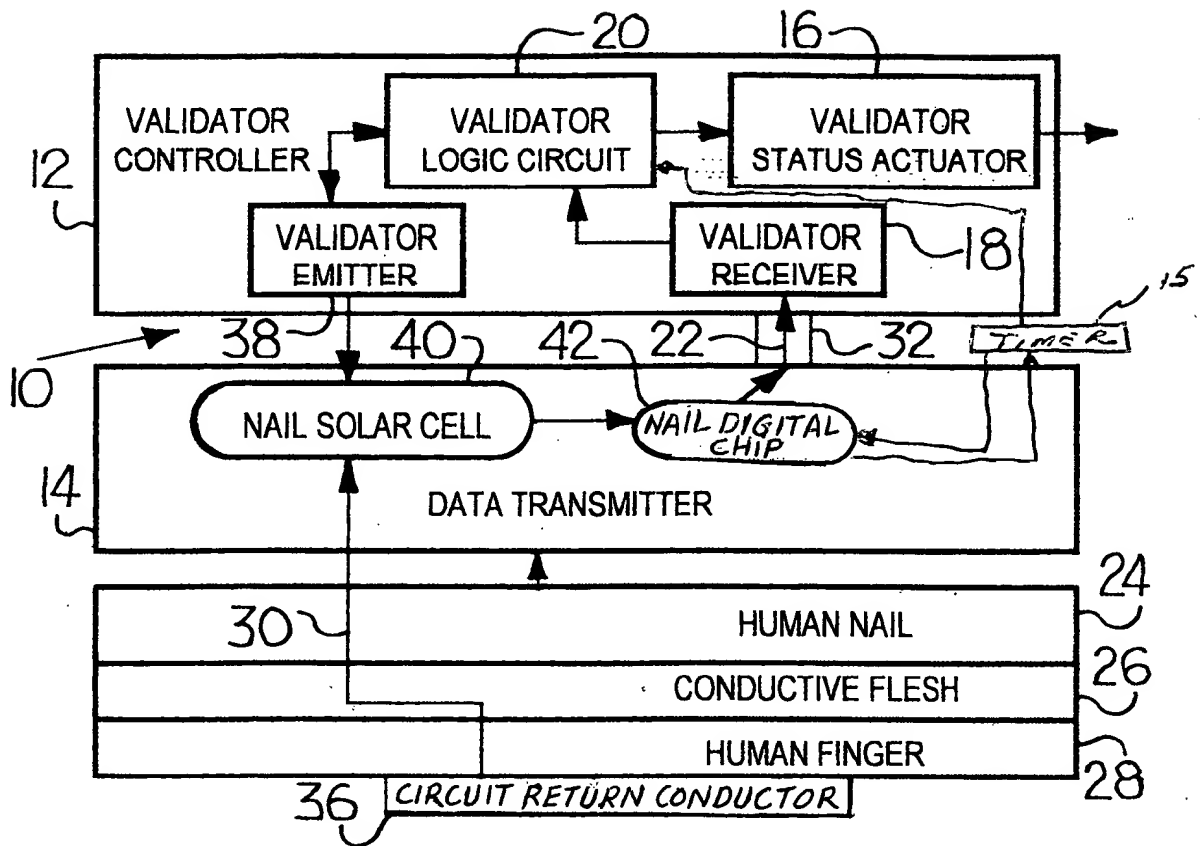 20
16
VALIDATOR
CONTROLLER
VALIDATOR
LOGIC CIRCUIT
VALIDATOR
STATUS ACTUATOR
12
VALIDATOR
EMITTER
VALIDATOR
RECEIVER
18
15
38
40
42
22
32
TIMER
10
NAIL SOLAR CELL
NAIL DIGITAL
CHIP
14
DATA TRANSMITTER
24
30
HUMAN NAIL
26
CONDUCTIVE FLESH
HUMAN FINGER
28
36
CIRCUIT RETURN CONDUCTOR